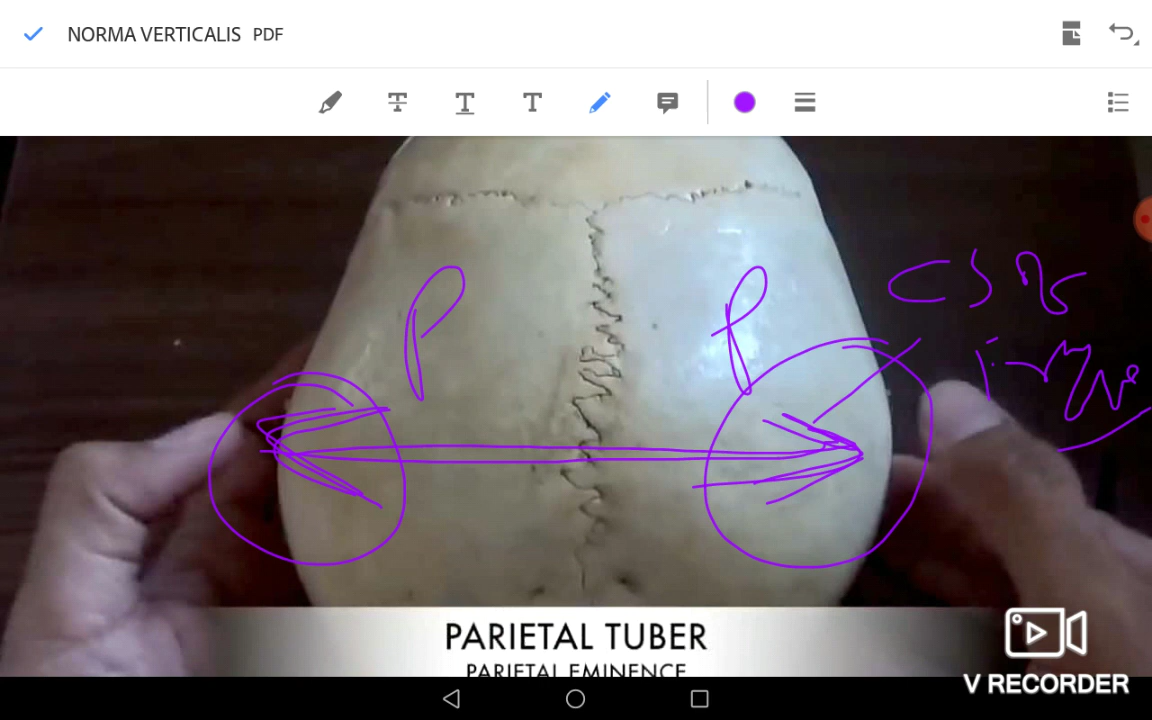 NORMA VERTICALIS PDF
P
P
PARIETAL TUBER
PARIETAL EMINENCE
V RECORDER